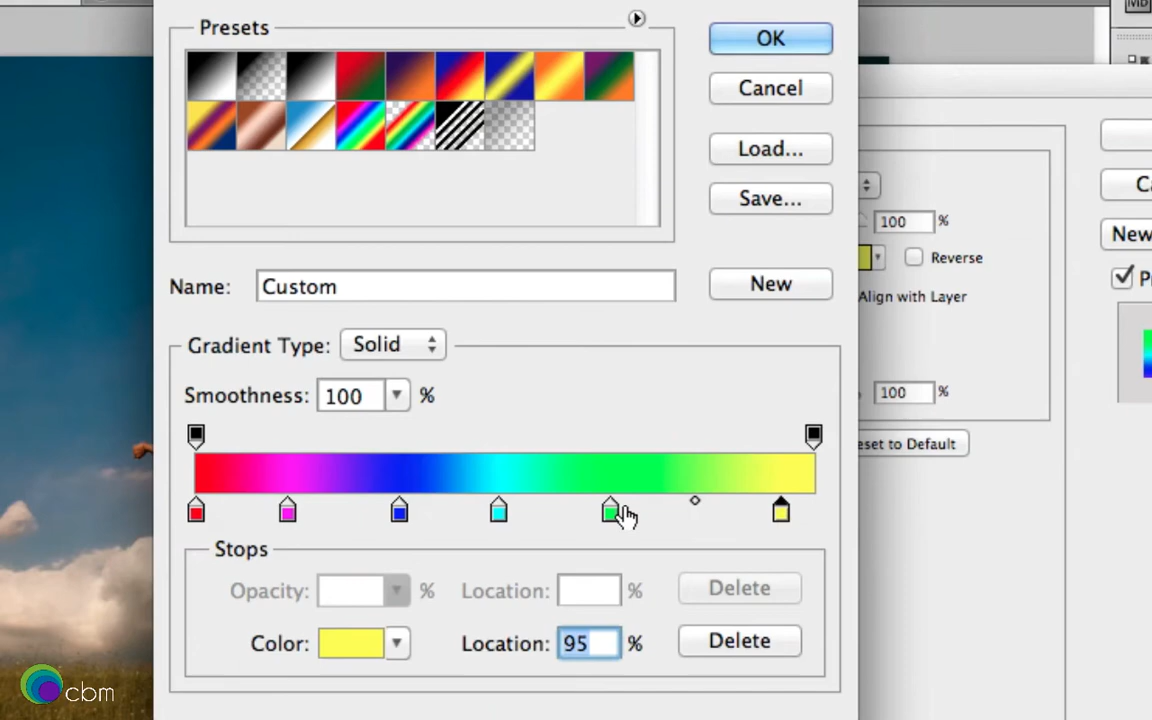 Presets
OK
Cancel
Load...
Save...
Name: Custom
New
Gradient Type: Solid
Smoothness: 100 %
Stops
Opacity: %
Location: %
Delete
Color:
Location: 95 %
Delete
100 %
Reverse
Align with Layer
100 %
eset to Default
Ca
New
P
MD
cbm